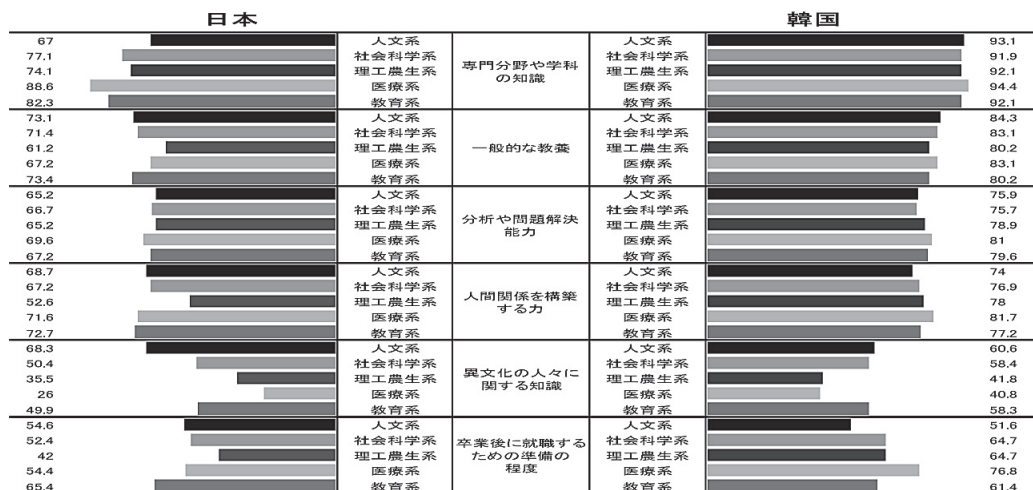 日本 韓国
67 人文系 人文系 93.1
77.1 社会科学系 社会科学系 91.9
専門分野や学科
74.1 理工農生系 理工農生系 92.1
の知識
88.6 医療系 医療系 94.4
82.3 教育系 教育系 92.1
73.1 人文系 人文系 84.3
71.4 社会科学系 社会科学系 83.1
61.2 理工農生系 一般的な教養 理工農生系 80.2
67.2 医療系 医療系 83.1
73.4 教育系 教育系 80.2
65.2 人文系 人文系 75.9
66.7 社会科学系 社会科学系 75.7
分析や問題解決
65.2 理工農生系 理工農生系 78.9
能力
69.6 医療系 医療系 81
67.2 教育系 教育系 79.6
68.7 人文系 人文系 74
67.2 社会科学系 社会科学系 76.9
人間関係を構築
52.6 理工農生系 理工農生系 78
する力
71.6 医療系 医療系 81.7
72.7 教育系 教育系 77.2
68.3 人文系 人文系 60.6
50.4 社会科学系 社会科学系 58.4
異文化の人々に
35.5 理工農生系 理工農生系 41.8
関する知識
26 医療系 医療系 40.8
49.9 教育系 教育系 58.3
54.6 人文系 人文系 51.6
52.4 社会科学系 卒業後に就職する 社会科学系 64.7
42 理工農生系 ための準備の 理工農生系 64.7
54.4 医療系 程度 医療系 76.8
65.4 教育系 教育系 61.4